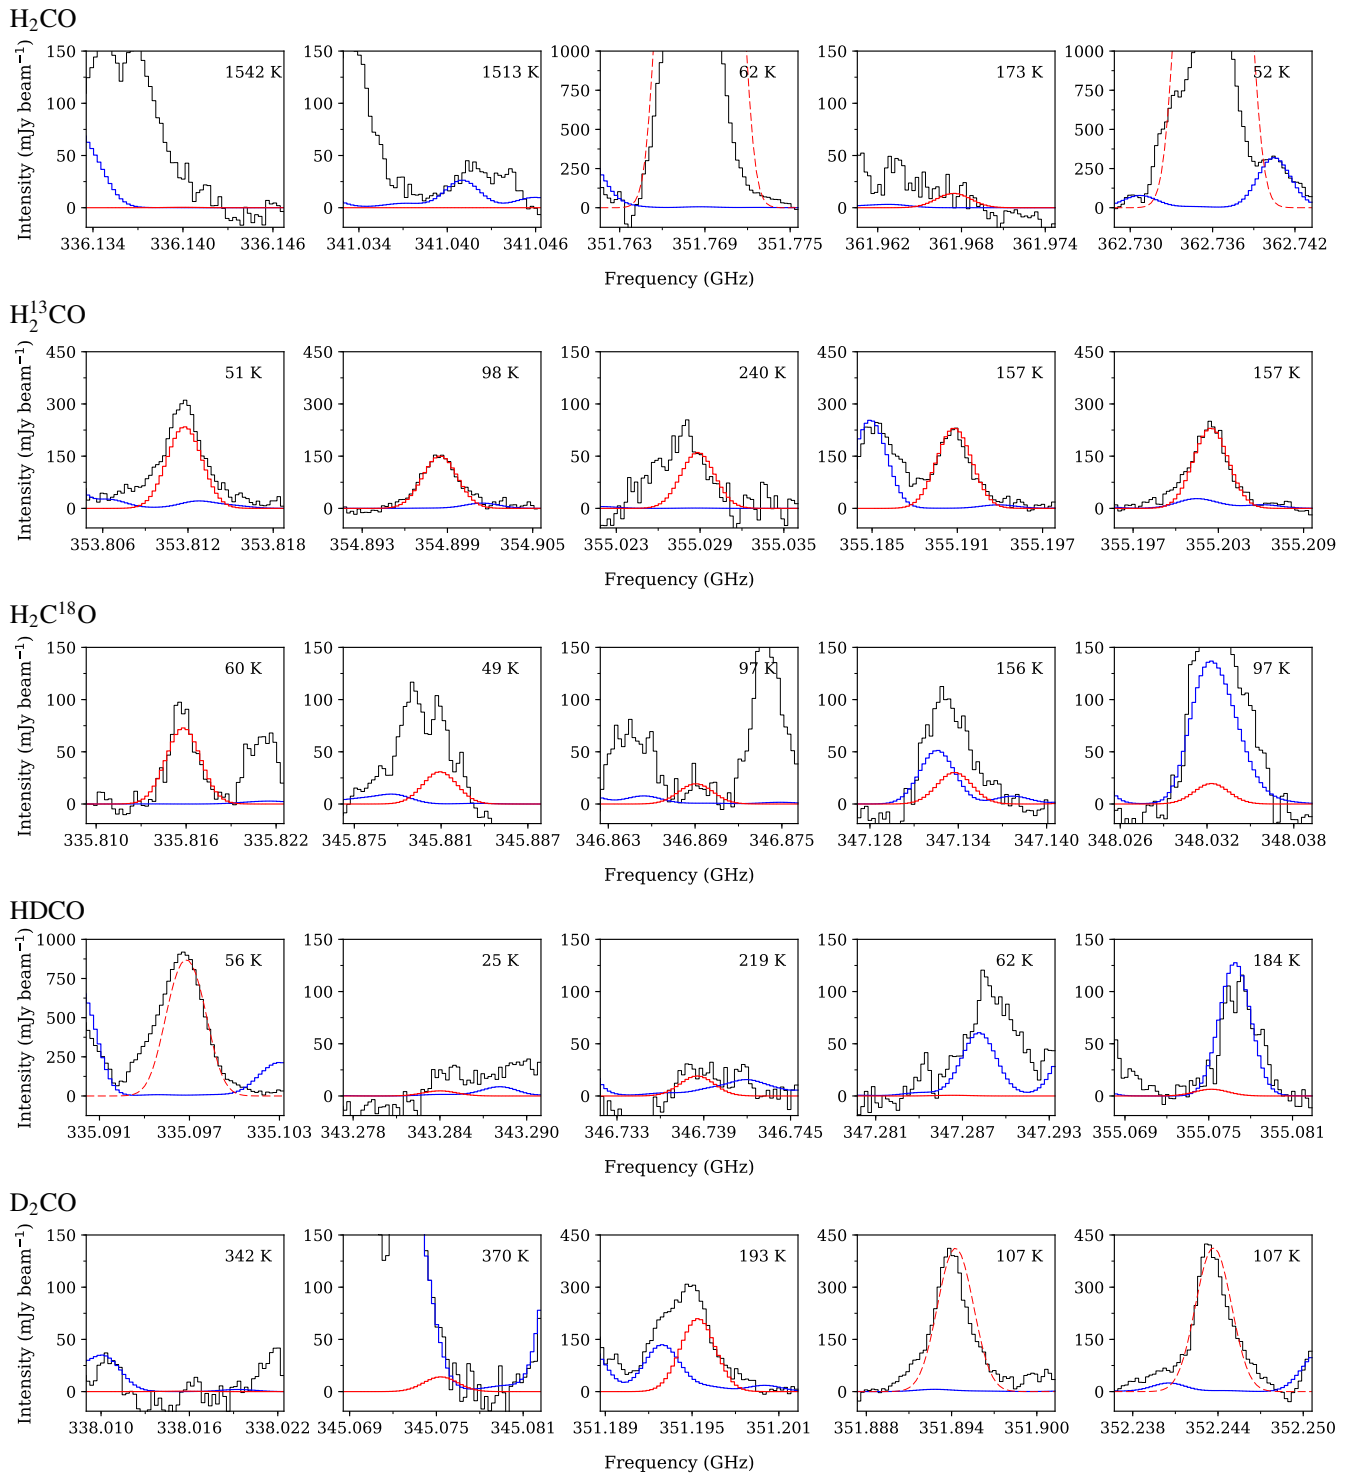 H₂CO
Intensity (mJy beam⁻¹)
150
100
50
0
1542 K
336.134 336.140 336.146
150
100
50
0
1513 K
341.034 341.040 341.046
1000
750
500
250
0
62 K
351.763 351.769 351.775
150
100
50
0
173 K
361.962 361.968 361.974
1000
750
500
250
0
52 K
362.730 362.736 362.742
Frequency (GHz)
H₂¹³CO
Intensity (mJy beam⁻¹)
450
300
150
0
51 K
353.806 353.812 353.818
450
300
150
0
98 K
354.893 354.899 354.905
150
100
50
0
240 K
355.023 355.029 355.035
450
300
150
0
157 K
355.185 355.191 355.197
450
300
150
0
157 K
355.197 355.203 355.209
Frequency (GHz)
H₂C¹⁸O
Intensity (mJy beam⁻¹)
150
100
50
0
60 K
335.810 335.816 335.822
150
100
50
0
49 K
345.875 345.881 345.887
150
100
50
0
97 K
346.863 346.869 346.875
150
100
50
0
156 K
347.128 347.134 347.140
150
100
50
0
97 K
348.026 348.032 348.038
Frequency (GHz)
HDCO
Intensity (mJy beam⁻¹)
1000
750
500
250
0
56 K
335.091 335.097 335.103
150
100
50
0
25 K
343.278 343.284 343.290
150
100
50
0
219 K
346.733 346.739 346.745
150
100
50
0
62 K
347.281 347.287 347.293
150
100
50
0
184 K
355.069 355.075 355.081
Frequency (GHz)
D₂CO
Intensity (mJy beam⁻¹)
150
100
50
0
342 K
338.010 338.016 338.022
150
100
50
0
370 K
345.069 345.075 345.081
450
300
150
0
193 K
351.189 351.195 351.201
450
300
150
0
107 K
351.888 351.894 351.900
450
300
150
0
107 K
352.238 352.244 352.250
Frequency (GHz)